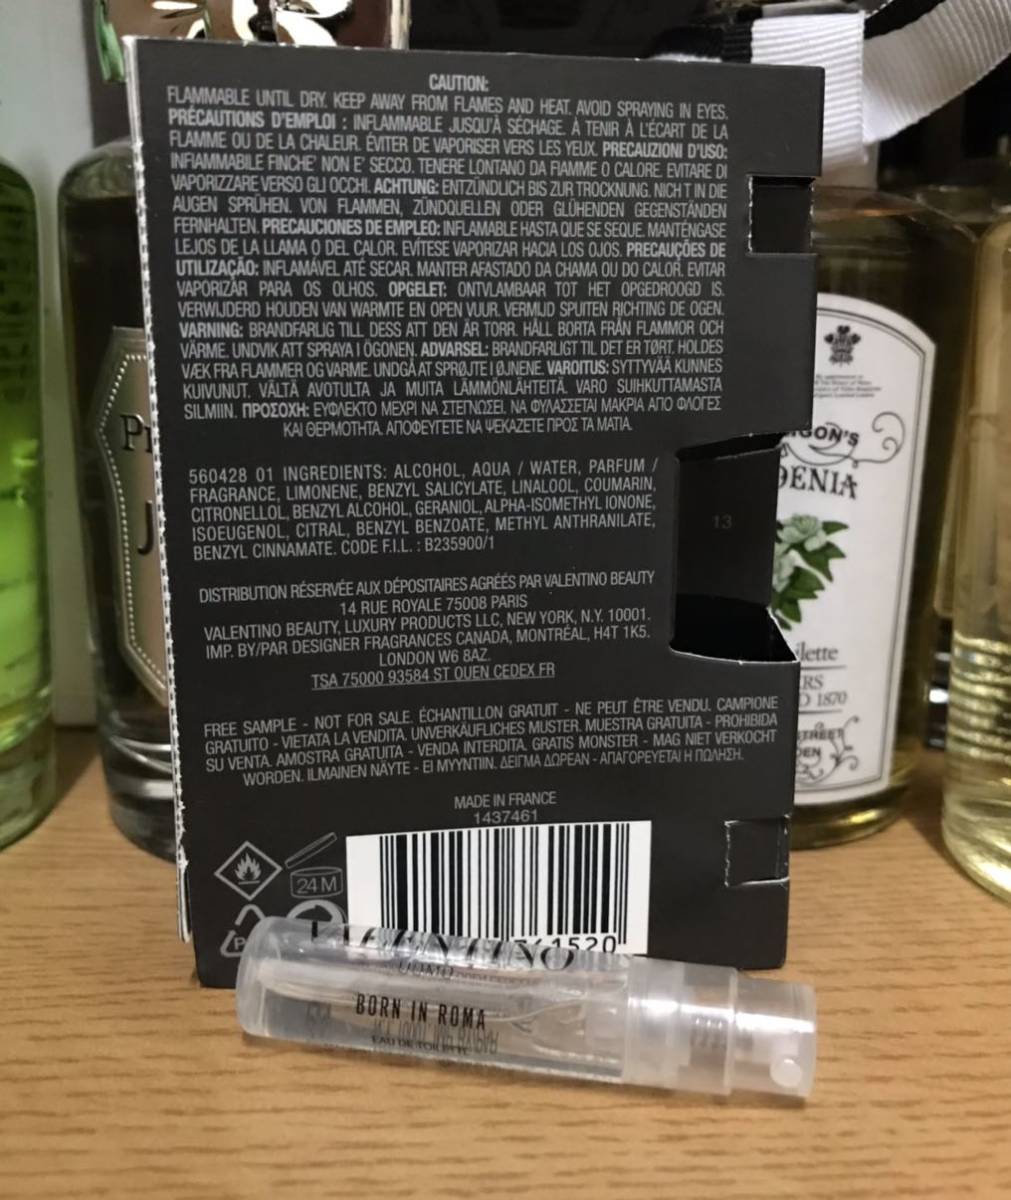 CAUTION:
FLAMMABLE UNTIL DRY. KEEP AWAY FROM FLAMES AND HEAT. AVOID SPRAYING IN EYES.
PRÉCAUTIONS D'EMPLOI : INFLAMMABLE JUSQU'À SÉCHAGE. À TENIR À L'ÉCART DE LA
FLAMME OU DE LA CHALEUR. ÉVITER DE VAPORISER VERS LES YEUX. PRECAUZIONI D'USO:
INFIAMMABILE FINCHE' NON E' SECCO. TENERE LONTANO DA FIAMME O CALORE. EVITARE DI
VAPORIZZARE VERSO GLI OCCHI. ACHTUNG: ENTZÜNDLICH BIS ZUR TROCKNUNG. NICHT IN DIE
AUGEN SPRÜHEN. VON FLAMMEN, ZÜNDQUELLEN ODER GLÜHENDEN GEGENSTÄNDEN
FERNHALTEN. PRECAUCIONES DE EMPLEO: INFLAMABLE HASTA QUE SE SEQUE. MANTÉNGASE
LEJOS DE LA LLAMA O DEL CALOR. EVÍTESE VAPORIZAR HACIA LOS OJOS. PRECAUÇÕES DE
UTILIZAÇÃO: INFLAMÁVEL ATÉ SECAR. MANTER AFASTADO DA CHAMA OU DO CALOR. EVITAR
VAPORIZAR PARA OS OLHOS. OPGELET: ONTVLAMBAAR TOT HET OPGEDROOGD IS.
VERWIJDERD HOUDEN VAN WARMTE EN OPEN VUUR. VERMIJD SPUITEN RICHTING DE OGEN.
VARNING: BRANDFARLIG TILL DESS ATT DEN ÄR TORR. HÅLL BORTA FRÅN FLAMMOR OCH
VÄRME. UNDVIK ATT SPRAYA I ÖGONEN. ADVARSEL: BRANDFARLIGT TIL DET ER TØRT. HOLDES
VÆK FRA FLAMMER OG VARME. UNDGÅ AT SPRØJTE I ØJNENE. VAROITUS: SYTTYVÄÄ KUNNES
KUIVUNUT. VÄLTÄ AVOTULTA JA MUITA LÄMMÖNLÄHTEITÄ. VARO SUIHKUTTAMASTA
SILMIIN. ΠΡΟΣΟΧΗ: ΕΥΦΛΕΚΤΟ ΜΕΧΡΙ ΝΑ ΣΤΕΓΝΩΣΕΙ. ΝΑ ΦΥΛΑΣΣΕΤΑΙ ΜΑΚΡΙΑ ΑΠΟ ΦΛΟΓΕΣ
ΚΑΙ ΘΕΡΜΟΤΗΤΑ. ΑΠΟΦΕΥΓΕΤΕ ΝΑ ΨΕΚΑΖΕΤΕ ΠΡΟΣ ΤΑ ΜΑΤΙΑ.
560428 01 INGREDIENTS: ALCOHOL, AQUA / WATER, PARFUM /
FRAGRANCE, LIMONENE, BENZYL SALICYLATE, LINALOOL, COUMARIN,
CITRONELLOL, BENZYL ALCOHOL, GERANIOL, ALPHA-ISOMETHYL IONONE,
ISOEUGENOL, CITRAL, BENZYL BENZOATE, METHYL ANTHRANILATE,
BENZYL CINNAMATE. CODE F.I.L. : B235900/1
DISTRIBUTION RÉSERVÉE AUX DÉPOSITAIRES AGRÉÉS PAR VALENTINO BEAUTY
14 RUE ROYALE 75008 PARIS
VALENTINO BEAUTY, LUXURY PRODUCTS LLC, NEW YORK, N.Y. 10001.
IMP. BY/PAR DESIGNER FRAGRANCES CANADA, MONTRÉAL, H4T 1K5.
LONDON W6 8AZ.
TSA 75000 93584 ST OUEN CEDEX FR
FREE SAMPLE - NOT FOR SALE. ÉCHANTILLON GRATUIT - NE PEUT ÊTRE VENDU. CAMPIONE
GRATUITO - VIETATA LA VENDITA. UNVERKÄUFLICHES MUSTER. MUESTRA GRATUITA - PROHIBIDA
SU VENTA. AMOSTRA GRATUITA - VENDA INTERDITA. GRATIS MONSTER - MAG NIET VERKOCHT
WORDEN. ILMAINEN NÄYTE - EI MYYNTIIN. ΔΕΙΓΜΑ ΔΩΡΕΑΝ - ΑΠΑΓΟΡΕΥΕΤΑΙ Η ΠΩΛΗΣΗ.
MADE IN FRANCE
1437461
24 M
13
1520
UOMO
BORN IN ROMA
EAU DE TOILETTE
IGON'S
DENIA
ilette
RS
D 1870
STREET
DEN
P